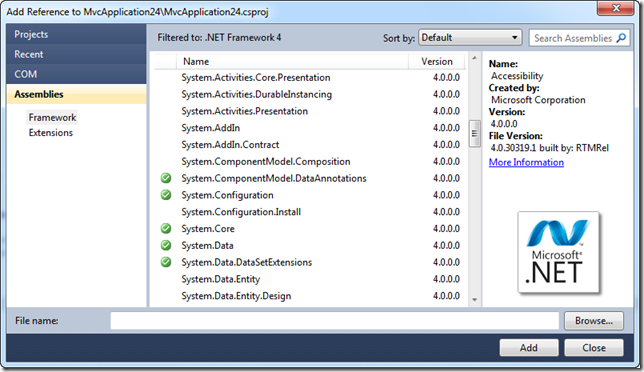 Add Reference to MvcApplication24\MvcApplication24.csproj
Projects
Recent
COM
Assemblies
Framework
Extensions
Filtered to: .NET Framework 4
Sort by: Default
Search Assemblies
Name Version
System.Activities.Core.Presentation 4.0.0.0
System.Activities.DurableInstancing 4.0.0.0
System.Activities.Presentation 4.0.0.0
System.AddIn 4.0.0.0
System.AddIn.Contract 4.0.0.0
System.ComponentModel.Composition 4.0.0.0
System.ComponentModel.DataAnnotations 4.0.0.0
System.Configuration 4.0.0.0
System.Configuration.Install 4.0.0.0
System.Core 4.0.0.0
System.Data 4.0.0.0
System.Data.DataSetExtensions 4.0.0.0
System.Data.Entity 4.0.0.0
System.Data.Entity.Design 4.0.0.0
Name:
Accessibility
Created by:
Microsoft Corporation
Version:
4.0.0.0
File Version:
4.0.30319.1 built by: RTMRel
More Information
Microsoft®
.NET
File name:
Browse...
Add
Close